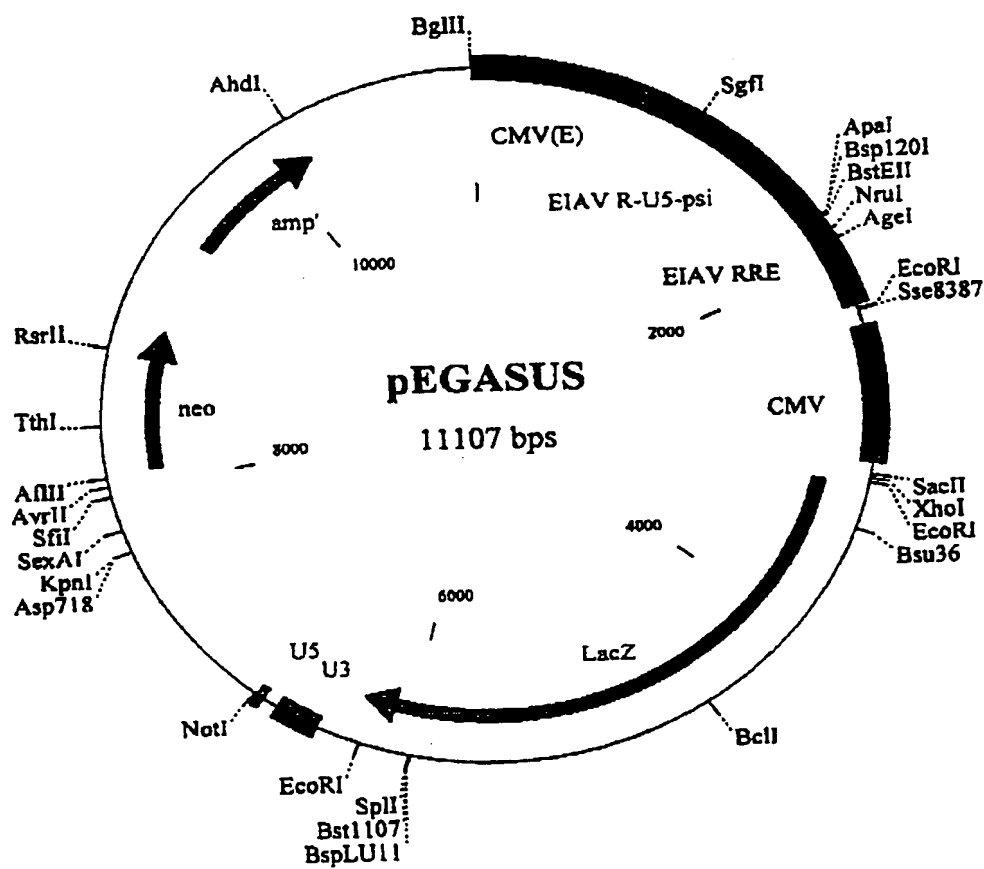 BglII
AhdI
SgfI
CMV(E)
ApaI
Bsp120I
BstEII
NruI
AgeI
EIAV R-U5-psi
amp'
10000
EIAV RRE
EcoRI
Sse8387
2000
RsrII
pEGASUS
neo
CMV
TthI
11107 bps
8000
AflII
AvrII
SfiI
SexAI
KpnI
Asp718
SacII
XhoI
EcoRI
Bsu36
4000
6000
U5
U3
LacZ
NotI
BclI
EcoRI
SplI
Bst1107
BspLU11